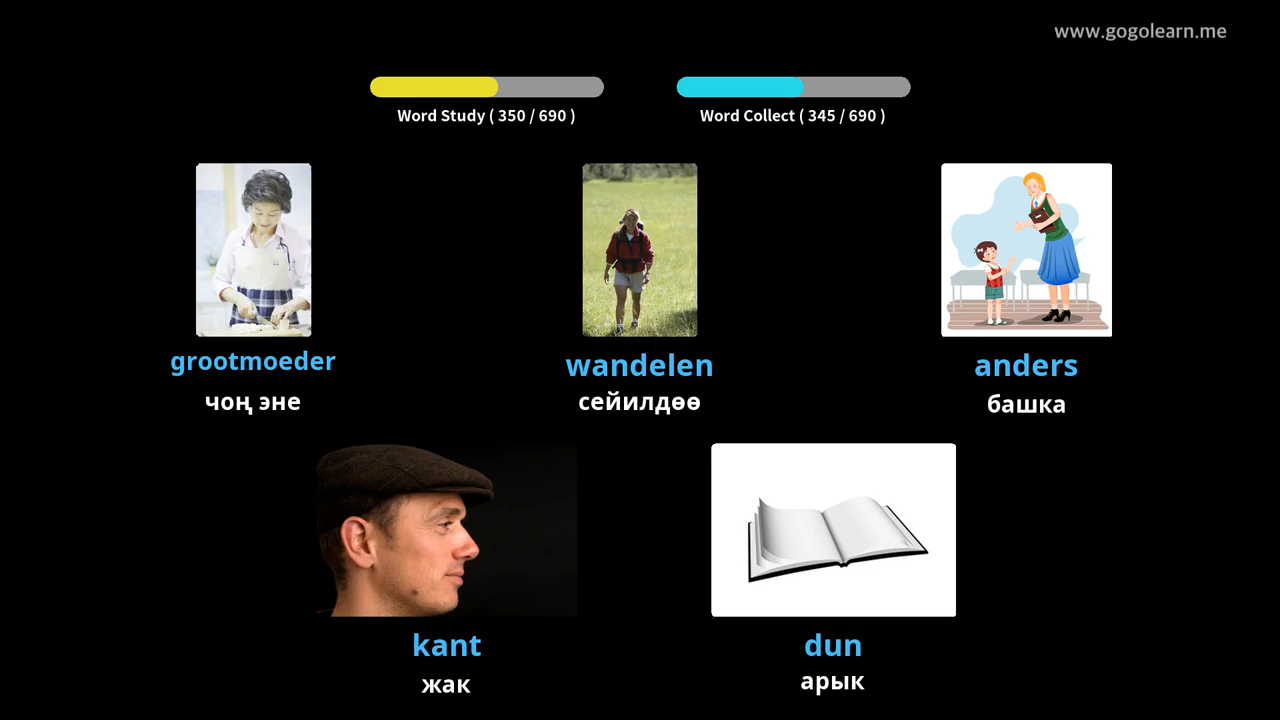 www.gogolearn.me
Word Study ( 350 / 690 )
Word Collect ( 345 / 690 )
grootmoeder
чоң эне
wandelen
сейилдөө
anders
башка
kant
жак
dun
арык